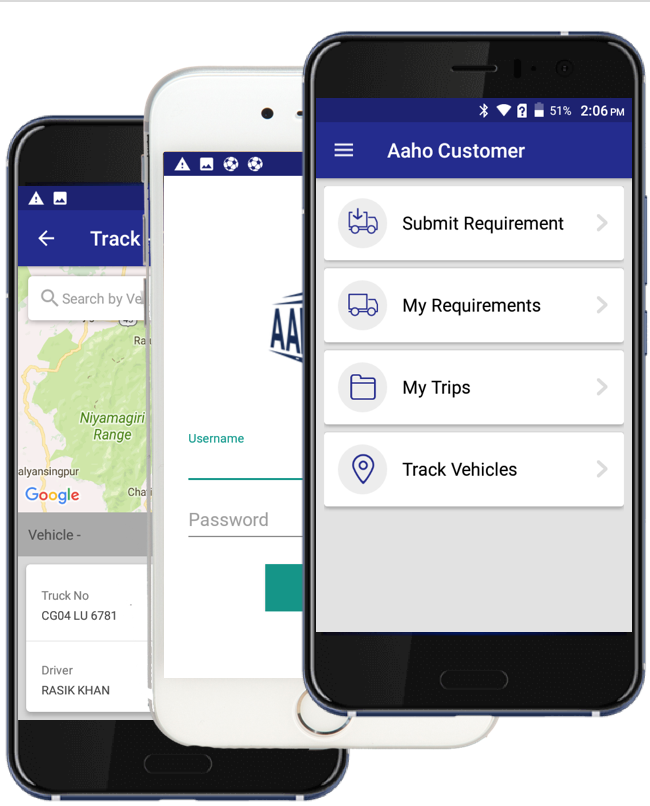 51% 2:06 PM
Aaho Customer
Submit Requirement
My Requirements
My Trips
Track Vehicles
AA
Username
Password
Track
Search by Ve
Niyamagiri
Range
alyansingpur
Google
Vehicle -
Truck No
CG04 LU 6781
Driver
RASIK KHAN